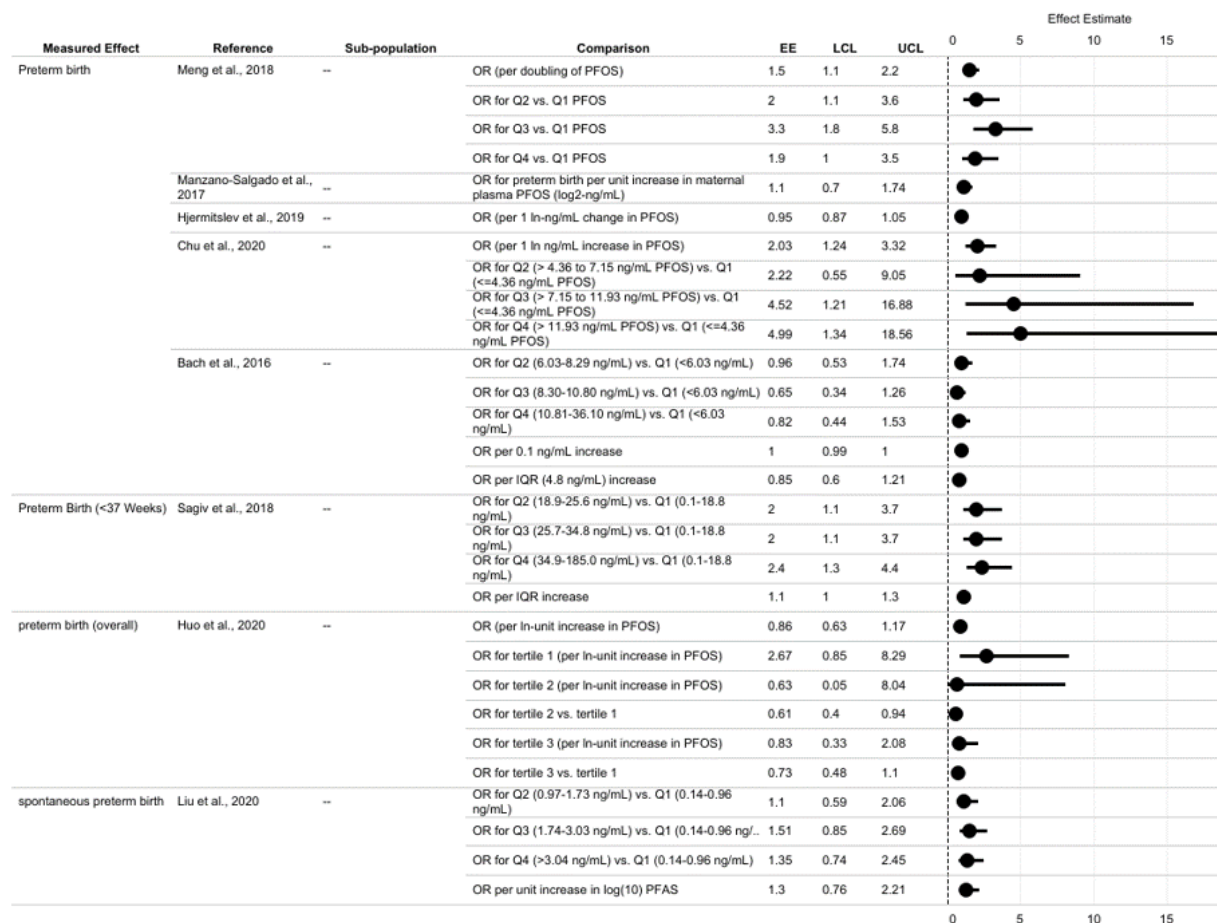 Effect Estimate
Measured Effect Reference Sub-population Comparison EE LCL UCL 0 5 10 15
Preterm birth Meng et al., 2018 -- OR (per doubling of PFOS) 1.5 1.1 2.2
OR for Q2 vs. Q1 PFOS 2 1.1 3.6
OR for Q3 vs. Q1 PFOS 3.3 1.8 5.8
OR for Q4 vs. Q1 PFOS 1.9 1 3.5
Manzano-Salgado et al., 2017 -- OR for preterm birth per unit increase in maternal plasma PFOS (log2-ng/mL) 1.1 0.7 1.74
Hjermitslev et al., 2019 -- OR (per 1 ln-ng/mL change in PFOS) 0.95 0.87 1.05
Chu et al., 2020 -- OR (per 1 ln ng/mL increase in PFOS) 2.03 1.24 3.32
OR for Q2 (> 4.36 to 7.15 ng/mL PFOS) vs. Q1 (<=4.36 ng/mL PFOS) 2.22 0.55 9.05
OR for Q3 (> 7.15 to 11.93 ng/mL PFOS) vs. Q1 (<=4.36 ng/mL PFOS) 4.52 1.21 16.88
OR for Q4 (> 11.93 ng/mL PFOS) vs. Q1 (<=4.36 ng/mL PFOS) 4.99 1.34 18.56
Bach et al., 2016 -- OR for Q2 (6.03-8.29 ng/mL) vs. Q1 (<6.03 ng/mL) 0.96 0.53 1.74
OR for Q3 (8.30-10.80 ng/mL) vs. Q1 (<6.03 ng/mL) 0.65 0.34 1.26
OR for Q4 (10.81-36.10 ng/mL) vs. Q1 (<6.03 ng/mL) 0.82 0.44 1.53
OR per 0.1 ng/mL increase 1 0.99 1
OR per IQR (4.8 ng/mL) increase 0.85 0.6 1.21
Preterm Birth (<37 Weeks) Sagiv et al., 2018 -- OR for Q2 (18.9-25.6 ng/mL) vs. Q1 (0.1-18.8 ng/mL) 2 1.1 3.7
OR for Q3 (25.7-34.8 ng/mL) vs. Q1 (0.1-18.8 ng/mL) 2 1.1 3.7
OR for Q4 (34.9-185.0 ng/mL) vs. Q1 (0.1-18.8 ng/mL) 2.4 1.3 4.4
OR per IQR increase 1.1 1 1.3
preterm birth (overall) Huo et al., 2020 -- OR (per ln-unit increase in PFOS) 0.86 0.63 1.17
OR for tertile 1 (per ln-unit increase in PFOS) 2.67 0.85 8.29
OR for tertile 2 (per ln-unit increase in PFOS) 0.63 0.05 8.04
OR for tertile 2 vs. tertile 1 0.61 0.4 0.94
OR for tertile 3 (per ln-unit increase in PFOS) 0.83 0.33 2.08
OR for tertile 3 vs. tertile 1 0.73 0.48 1.1
spontaneous preterm birth Liu et al., 2020 -- OR for Q2 (0.97-1.73 ng/mL) vs. Q1 (0.14-0.96 ng/mL) 1.1 0.59 2.06
OR for Q3 (1.74-3.03 ng/mL) vs. Q1 (0.14-0.96 ng/.. 1.51 0.85 2.69
OR for Q4 (>3.04 ng/mL) vs. Q1 (0.14-0.96 ng/mL) 1.35 0.74 2.45
OR per unit increase in log(10) PFAS 1.3 0.76 2.21
0 5 10 15